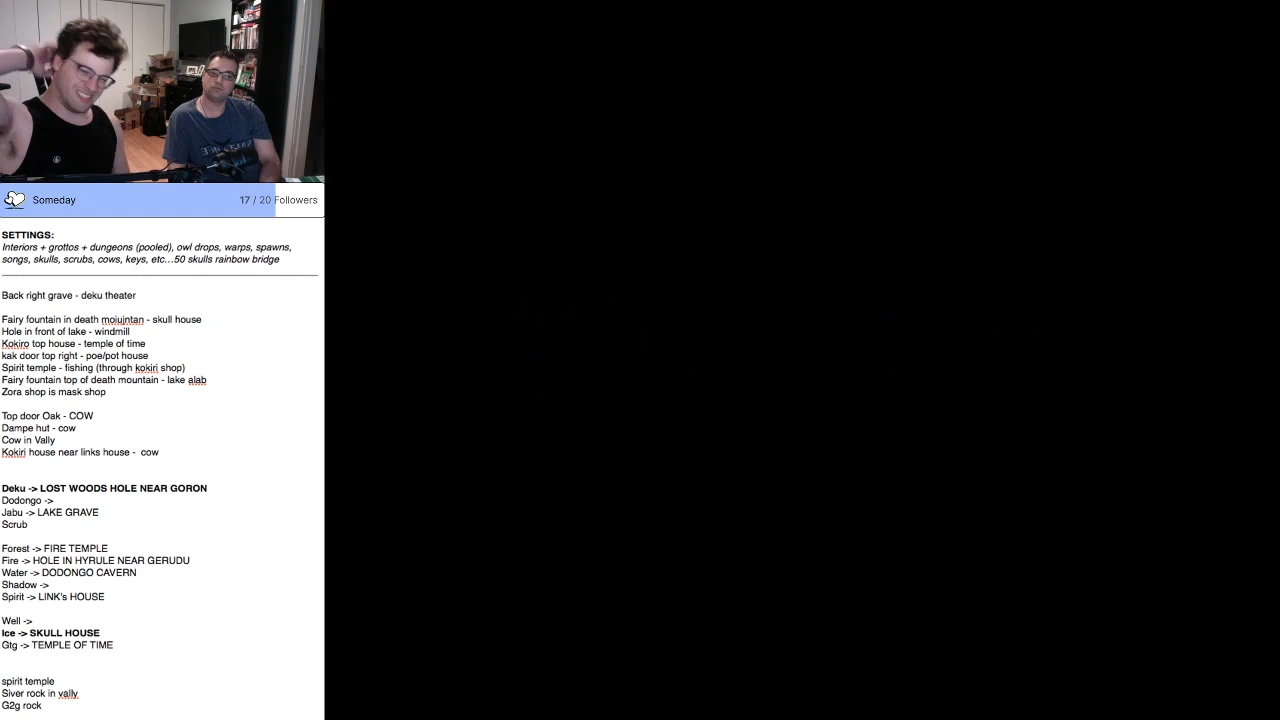 Someday
17 / 20 Followers
SETTINGS:
Interiors + grottos + dungeons (pooled), owl drops, warps, spawns,
songs, skulls, scrubs, cows, keys, etc...50 skulls rainbow bridge
Back right grave - deku theater
Fairy fountain in death moiujntan - skull house
Hole in front of lake - windmill
Kokiro top house - temple of time
kak door top right - poe/pot house
Spirit temple - fishing (through kokiri shop)
Fairy fountain top of death mountain - lake alab
Zora shop is mask shop
Top door Oak - COW
Dampe hut - cow
Cow in Vally
Kokiri house near links house -  cow
Deku -> LOST WOODS HOLE NEAR GORON
Dodongo ->
Jabu -> LAKE GRAVE
Scrub
Forest -> FIRE TEMPLE
Fire -> HOLE IN HYRULE NEAR GERUDU
Water -> DODONGO CAVERN
Shadow ->
Spirit -> LINK's HOUSE
Well ->
Ice -> SKULL HOUSE
Gtg -> TEMPLE OF TIME
spirit temple
Siver rock in vally
G2g rock